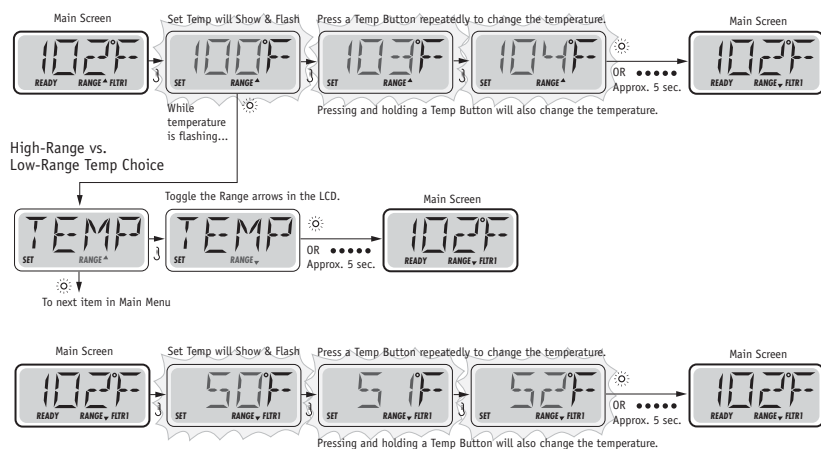 Main Screen Set Temp will Show & Flash Press a Temp Button repeatedly to change the temperature. Main Screen
102°F 100°F 103°F 104°F 102°F
READY RANGE FLTR1 SET RANGE SET RANGE SET RANGE READY RANGE FLTR1
OR
Approx. 5 sec.
While
temperature
is flashing...
Pressing and holding a Temp Button will also change the temperature.
High-Range vs.
Low-Range Temp Choice
Toggle the Range arrows in the LCD. Main Screen
TEMP TEMP 102°F
SET RANGE SET RANGE READY RANGE FLTR1
OR
Approx. 5 sec.
To next item in Main Menu
Main Screen Set Temp will Show & Flash Press a Temp Button repeatedly to change the temperature. Main Screen
102°F 50°F 51°F 52°F 102°F
READY RANGE FLTR1 SET RANGE FLTR1 SET RANGE FLTR1 SET RANGE FLTR1 READY RANGE FLTR1
OR
Approx. 5 sec.
Pressing and holding a Temp Button will also change the temperature.